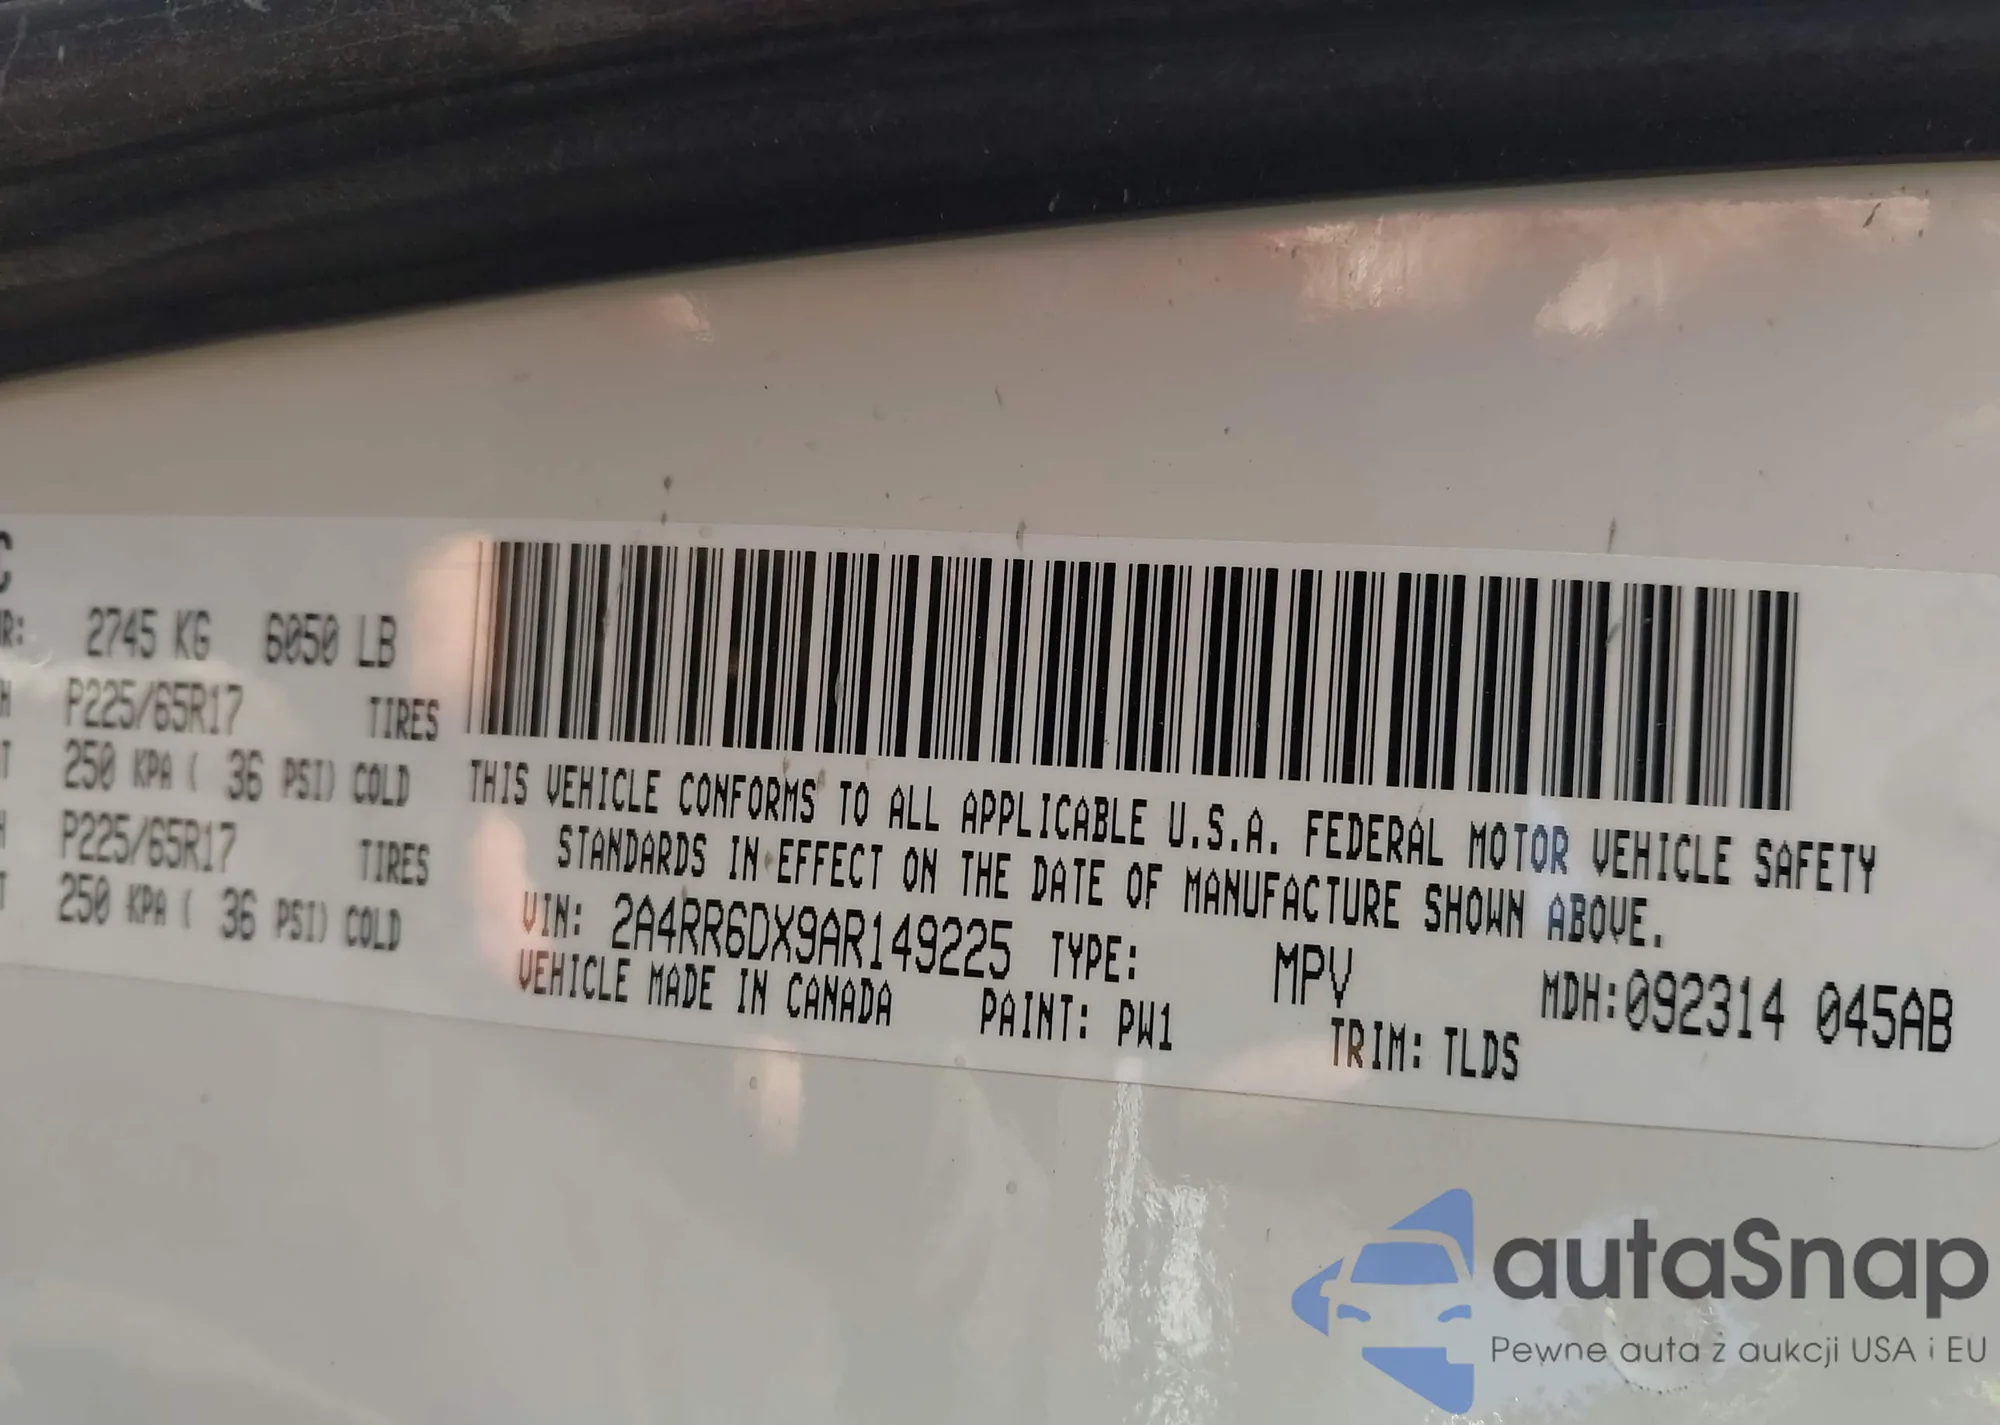 C
R: 2745 KG 6050 LB
H P225/65R17 TIRES
T 250 KPA ( 36 PSI) COLD
H P225/65R17 TIRES
T 250 KPA ( 36 PSI) COLD
THIS VEHICLE CONFORMS TO ALL APPLICABLE U.S.A. FEDERAL MOTOR VEHICLE SAFETY
STANDARDS IN EFFECT ON THE DATE OF MANUFACTURE SHOWN ABOVE.
VIN: 2A4RR6DX9AR149225 TYPE: MPV MDH:092314 045AB
VEHICLE MADE IN CANADA PAINT: PW1 TRIM: TLDS
autaSnap
Pewne auta z aukcji USA i EU